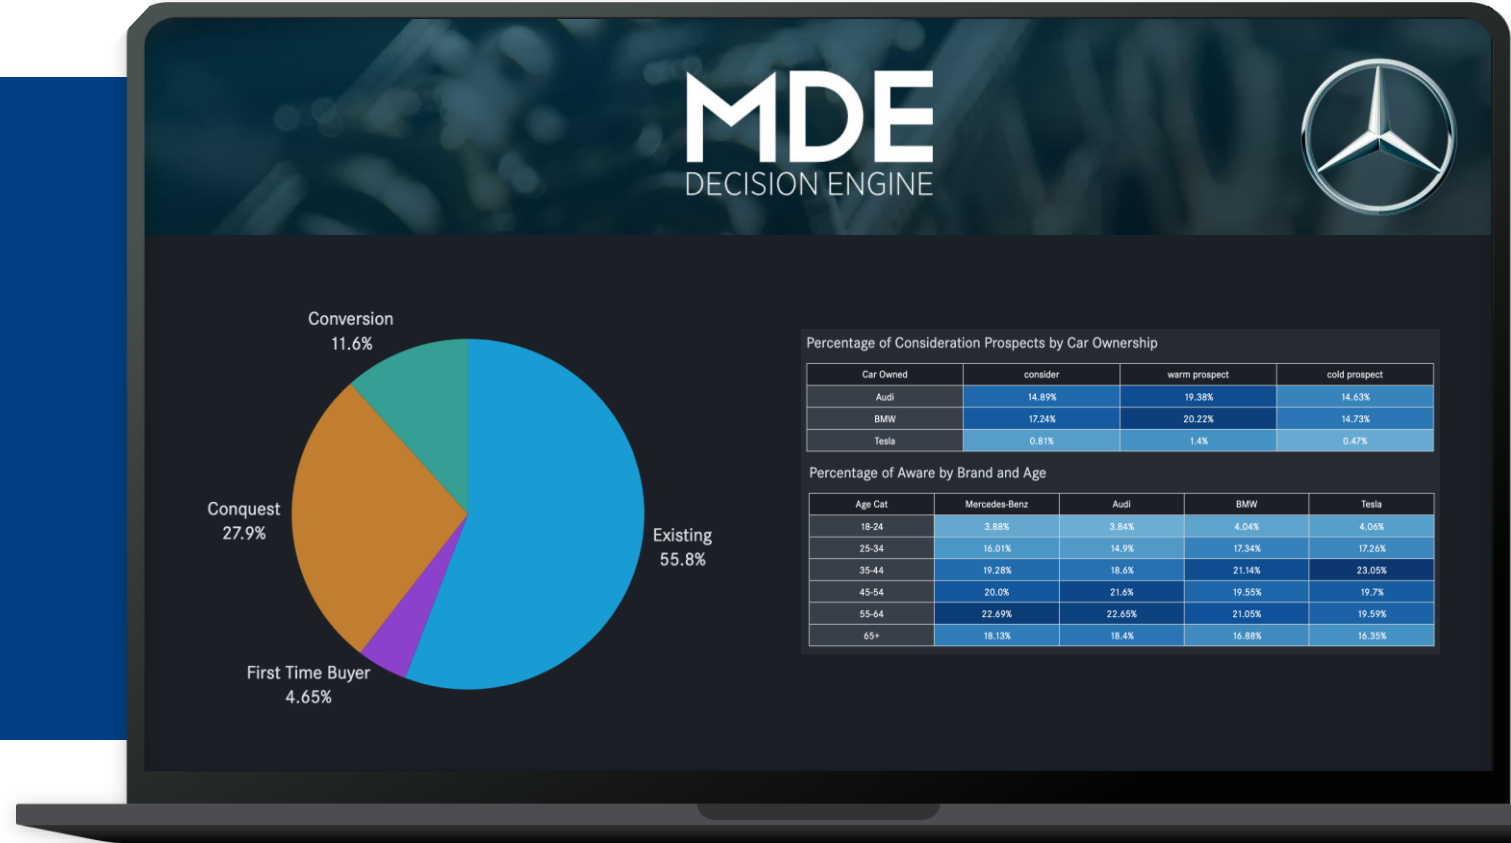 MDE
DECISION ENGINE
Conversion
11.6%
Conquest
27.9%
Existing
55.8%
First Time Buyer
4.65%
Percentage of Consideration Prospects by Car Ownership
Car Owned consider warm prospect cold prospect
Audi 14.89% 19.38% 14.63%
BMW 17.24% 20.22% 14.73%
Tesla 0.81% 1.4% 0.47%
Percentage of Aware by Brand and Age
Age Cat Mercedes-Benz Audi BMW Tesla
18-24 3.88% 3.84% 4.04% 4.06%
25-34 16.01% 14.9% 17.34% 17.26%
35-44 19.28% 18.6% 21.14% 23.05%
45-54 20.0% 21.6% 19.55% 19.7%
55-64 22.69% 22.65% 21.05% 19.59%
65+ 18.13% 18.4% 16.88% 16.35%